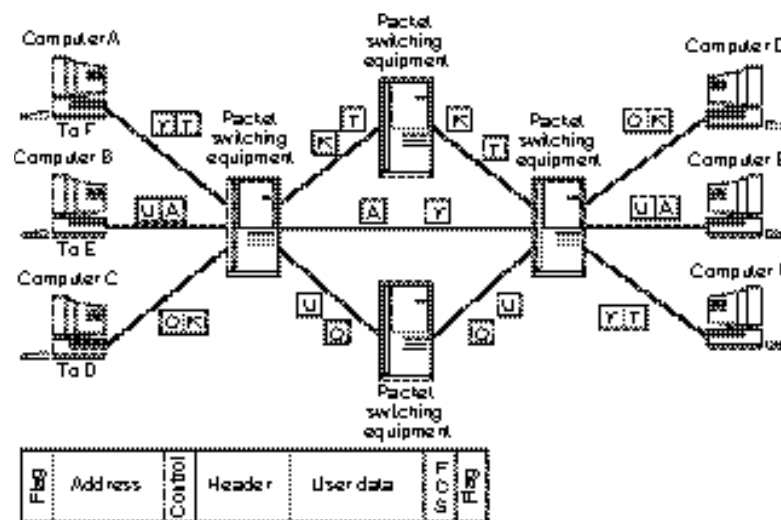 Computer A
To F
Y T
Packet
switching
equipment
K
T
Packet
switching
equipment
K
T
Packet
switching
equipment
Computer D
O K
Computer B
To E
U A
A
Y
Computer E
U A
Computer C
To D
O K
U
O
Packet
switching
equipment
U
O
Computer
Y T
Flag
Address
Control
Header
User data
FCS
Flag